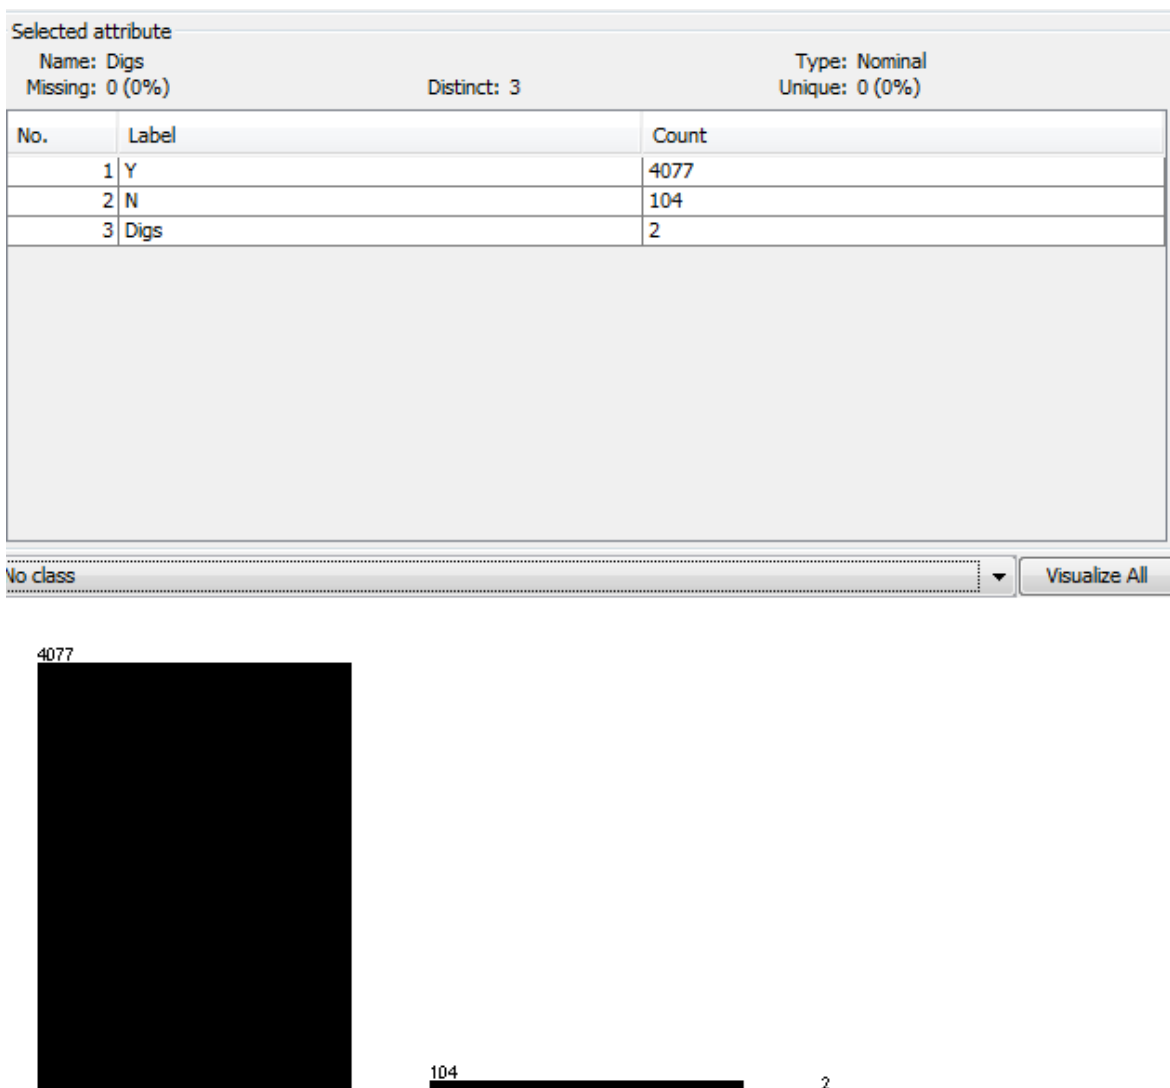 Selected attribute
Name: Digs Type: Nominal
Missing: 0 (0%) Distinct: 3 Unique: 0 (0%)
No. Label Count
1 Y 4077
2 N 104
3 Digs 2
No class Visualize All
4077
104
2